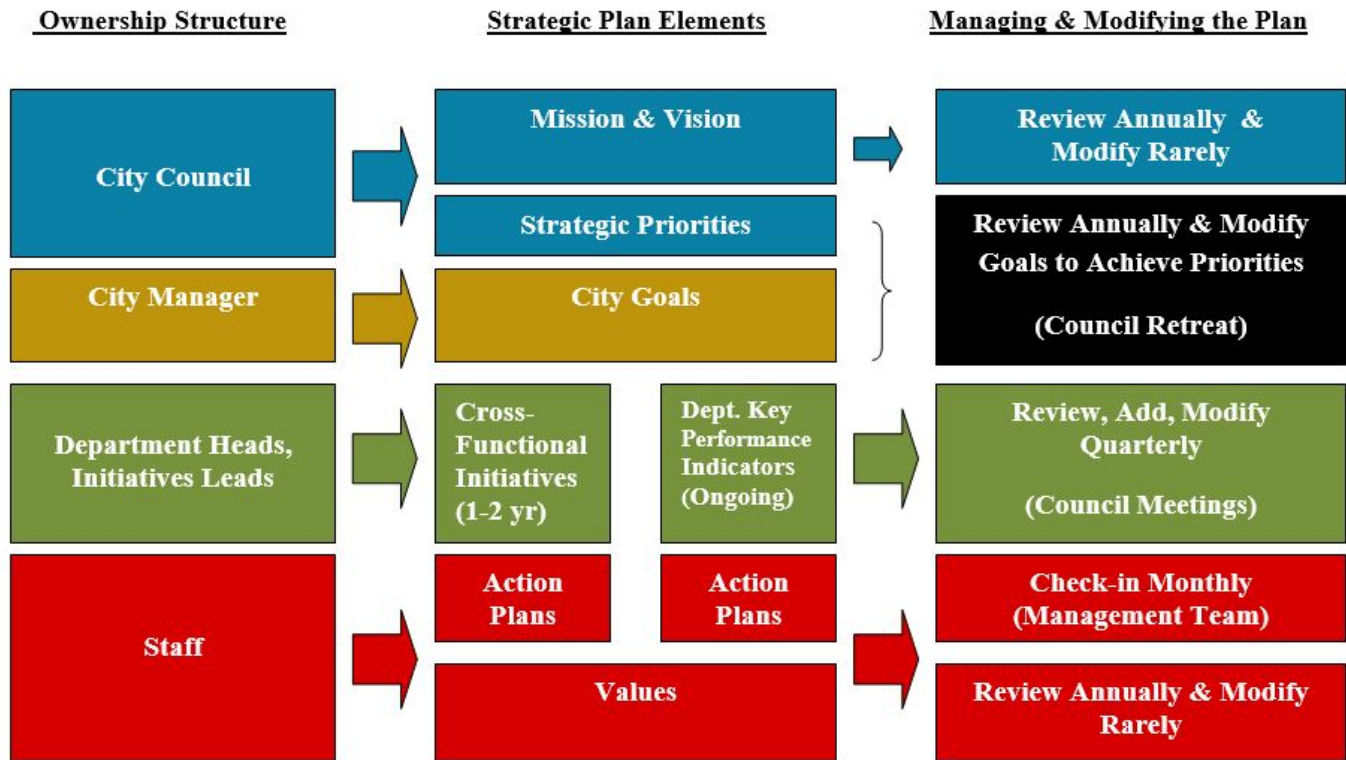 Ownership Structure
Strategic Plan Elements
Managing & Modifying the Plan
City Council
Mission & Vision
Review Annually &
Modify Rarely
Strategic Priorities
Review Annually & Modify
Goals to Achieve Priorities
(Council Retreat)
City Manager
City Goals
Department Heads,
Initiatives Leads
Cross-
Functional
Initiatives
(1-2 yr)
Dept. Key
Performance
Indicators
(Ongoing)
Review, Add, Modify
Quarterly
(Council Meetings)
Staff
Action
Plans
Action
Plans
Check-in Monthly
(Management Team)
Values
Review Annually & Modify
Rarely